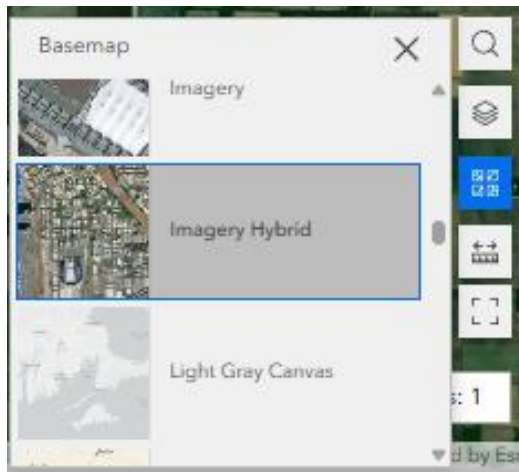 Basemap
Imagery
Imagery Hybrid
Light Gray Canvas
s: 1
d by Es